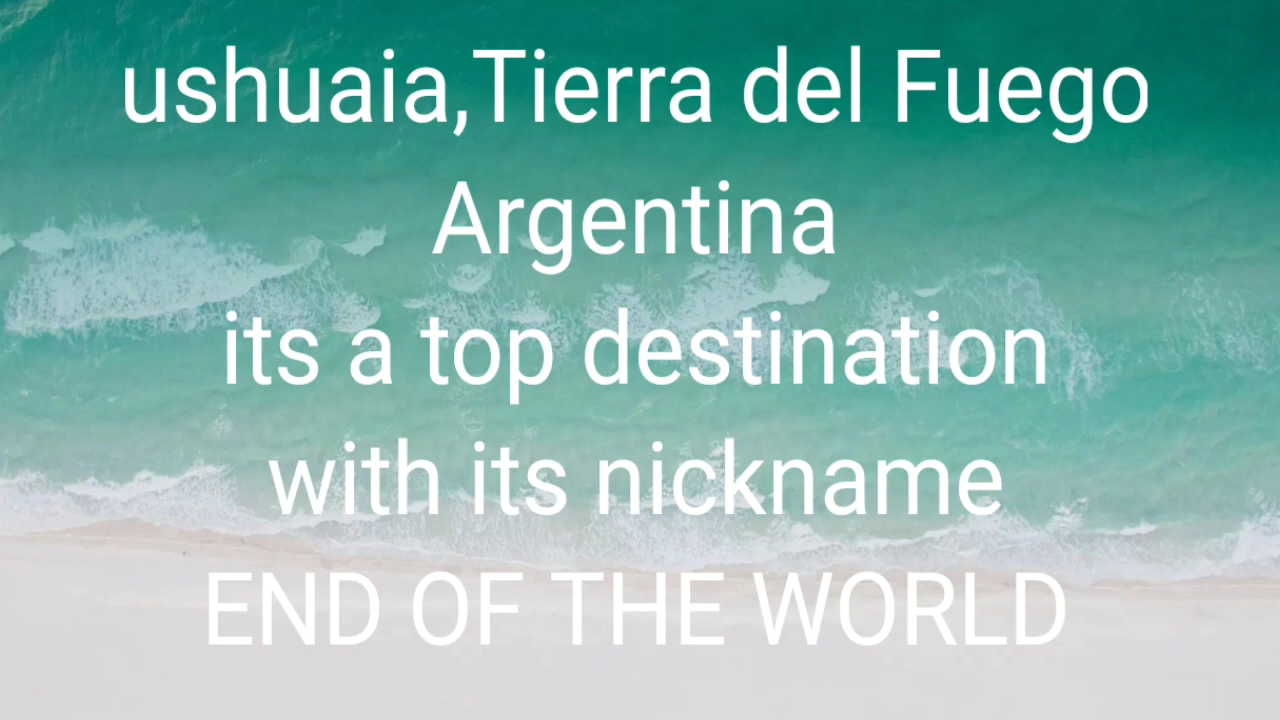 ushuaia,Tierra del Fuego
Argentina
its a top destination
with its nickname
END OF THE WORLD